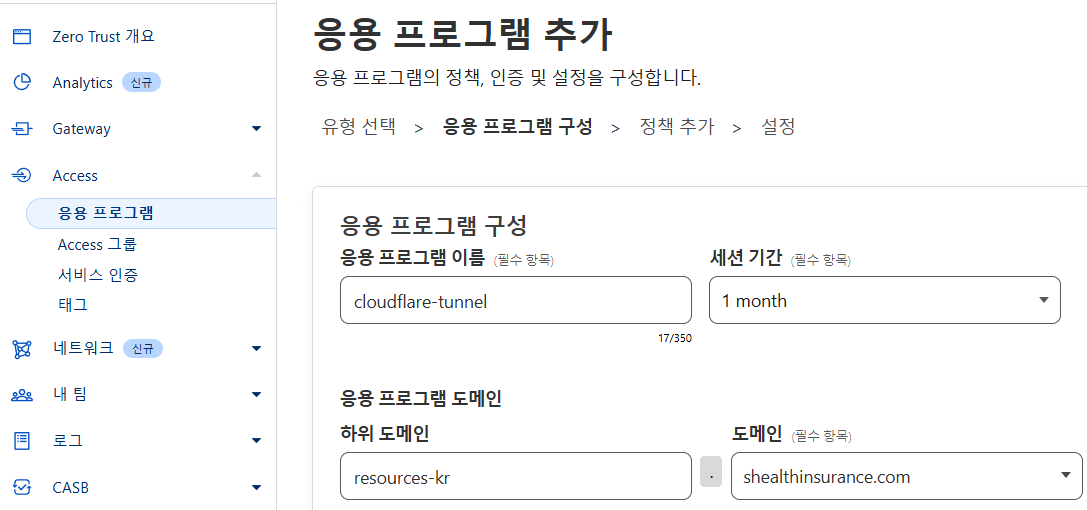 Zero Trust 개요
Analytics 신규
Gateway
Access
응용 프로그램
Access 그룹
서비스 인증
태그
네트워크 신규
내 팀
로그
CASB
응용 프로그램 추가
응용 프로그램의 정책, 인증 및 설정을 구성합니다.
유형 선택 > 응용 프로그램 구성 > 정책 추가 > 설정
응용 프로그램 구성
응용 프로그램 이름 (필수 항목) 세션 기간 (필수 항목)
cloudflare-tunnel 1 month
17/350
응용 프로그램 도메인
하위 도메인 도메인 (필수 항목)
resources-kr . shealthinsurance.com